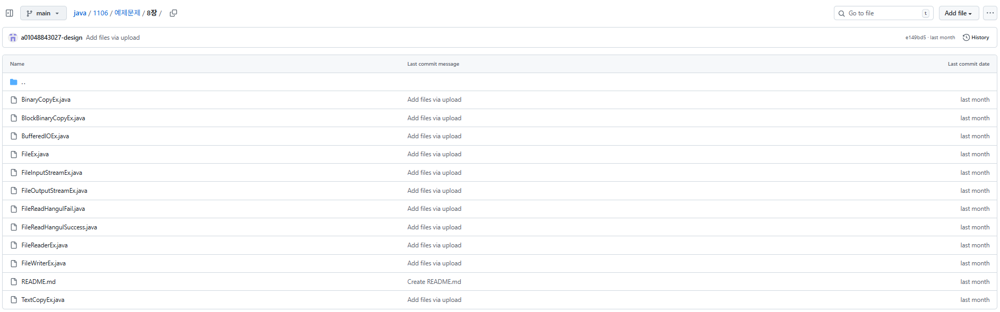 main java / 1106 / 예제문제 / 8장 / Go to file t Add file ...
a01048843027-design Add files via upload e149bd5 · last month History
Name Last commit message Last commit date
..
BinaryCopyEx.java Add files via upload last month
BlockBinaryCopyEx.java Add files via upload last month
BufferedIOEx.java Add files via upload last month
FileEx.java Add files via upload last month
FileInputStreamEx.java Add files via upload last month
FileOutputStreamEx.java Add files via upload last month
FileReadHangulFail.java Add files via upload last month
FileReadHangulSuccess.java Add files via upload last month
FileReaderEx.java Add files via upload last month
FileWriterEx.java Add files via upload last month
README.md Create README.md last month
TextCopyEx.java Add files via upload last month